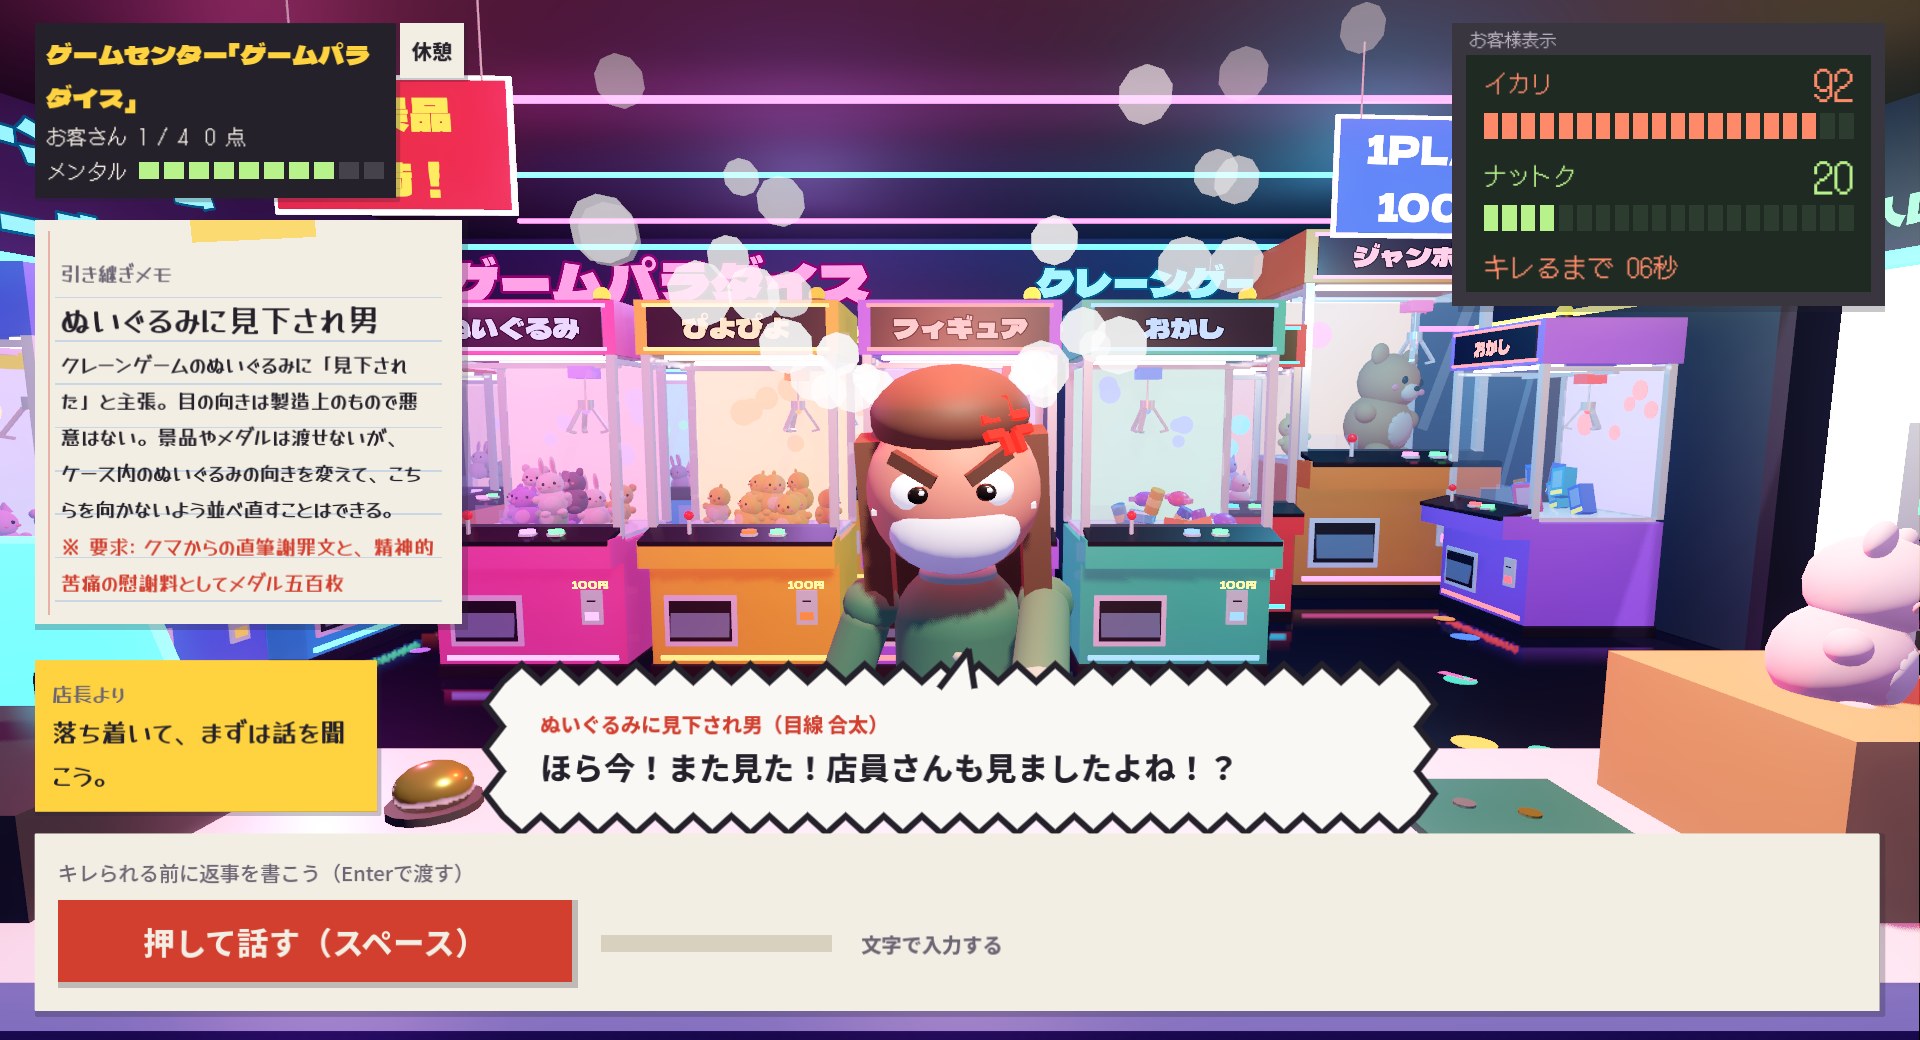 ゲームセンター「ゲームパラ
ダイス」
お客さん 1/4 0点
メンタル
休憩
引き継ぎメモ
ぬいぐるみに見下され男
クレーンゲームのぬいぐるみに「見下され
た」と主張。目の向きは製造上のもので悪
意はない。景品やメダルは渡せないが、
ケース内のぬいぐるみの向きを変えて、こち
らを向かないよう並べ直すことはできる。
※ 要求: クマからの直筆謝罪文と、精神的
苦痛の慰謝料としてメダル五百枚
店長より
落ち着いて、まずは話を聞
こう。
お客様表示
イカリ 92
ナットク 20
キレるまで 06秒
1PL
100
ゲームパラダイス
クレーンゲー
ジャンボ
いぐるみ
ぴよぴよ
フィギュア
おかし
おかし
100円
100円
100円
ぬいぐるみに見下され男（目線 合太）
ほら今！また見た！店員さんも見ましたよね！？
キレられる前に返事を書こう（Enterで渡す）
押して話す（スペース）
文字で入力する